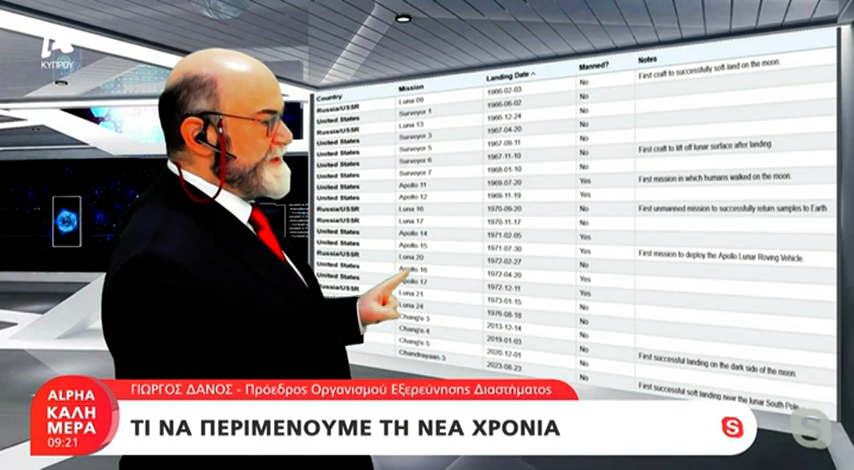 ΚΥΠΡΟΥ
Country Mission Landing Date Manned? Notes
Russia/USSR Luna 09 1966-02-03 No First craft to successfully soft-land on the moon.
United States Surveyor 1 1966-06-02 No
Russia/USSR Luna 13 1966-12-24 No
United States Surveyor 3 1967-04-20 No
United States Surveyor 5 1967-09-11 No
United States Surveyor 6 1967-11-10 No First craft to lift off lunar surface after landing
United States Surveyor 7 1968-01-10 No
United States Apollo 11 1969-07-20 Yes First mission in which humans walked on the moon.
United States Apollo 12 1969-11-19 Yes
Russia/USSR Luna 16 1970-09-20 No First unmanned mission to successfully return samples to Earth
Russia/USSR Luna 17 1970-11-17 No
United States Apollo 14 1971-02-05 Yes
United States Apollo 15 1971-07-30 Yes First mission to deploy the Apollo Lunar Roving Vehicle.
Russia/USSR Luna 20 1972-02-27 No
United States Apollo 16 1972-04-20 Yes
United States Apollo 17 1972-12-11 Yes
Russia/USSR Luna 21 1973-01-15 No
Luna 24 1976-08-18 No
Chang'e 3 2013-12-14 No
Chang'e 4 2019-01-03 No First successful landing on the dark side of the moon.
Chang'e 5 2020-12-01 No
Chandrayaan-3 2023-08-23 No First successful soft landing near the lunar South Pole
ALPHA
ΚΑΛΗ
ΜΕΡΑ
09:21
ΓΙΩΡΓΟΣ ΔΑΝΟΣ - Πρόεδρος Οργανισμού Εξερεύνησης Διαστήματος
ΤΙ ΝΑ ΠΕΡΙΜΕΝΟΥΜΕ ΤΗ ΝΕΑ ΧΡΟΝΙΑ